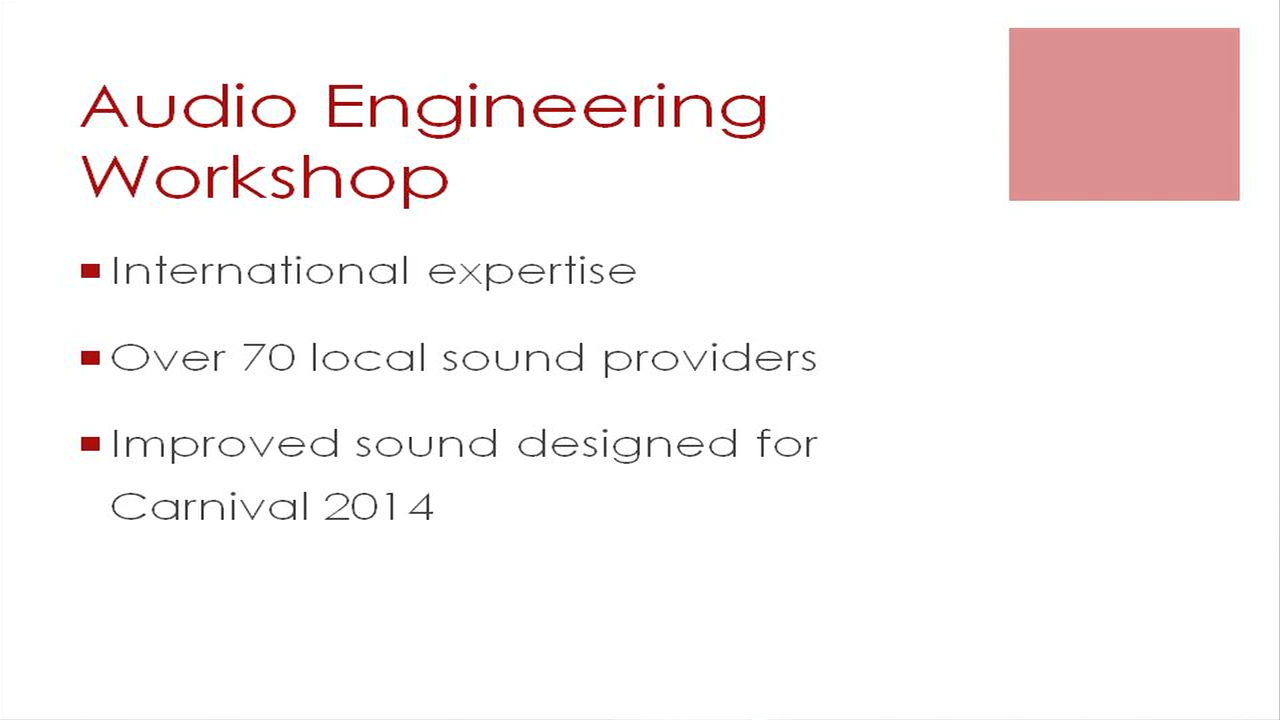 Audio Engineering
Workshop
International expertise
Over 70 local sound providers
Improved sound designed for
Carnival 2014